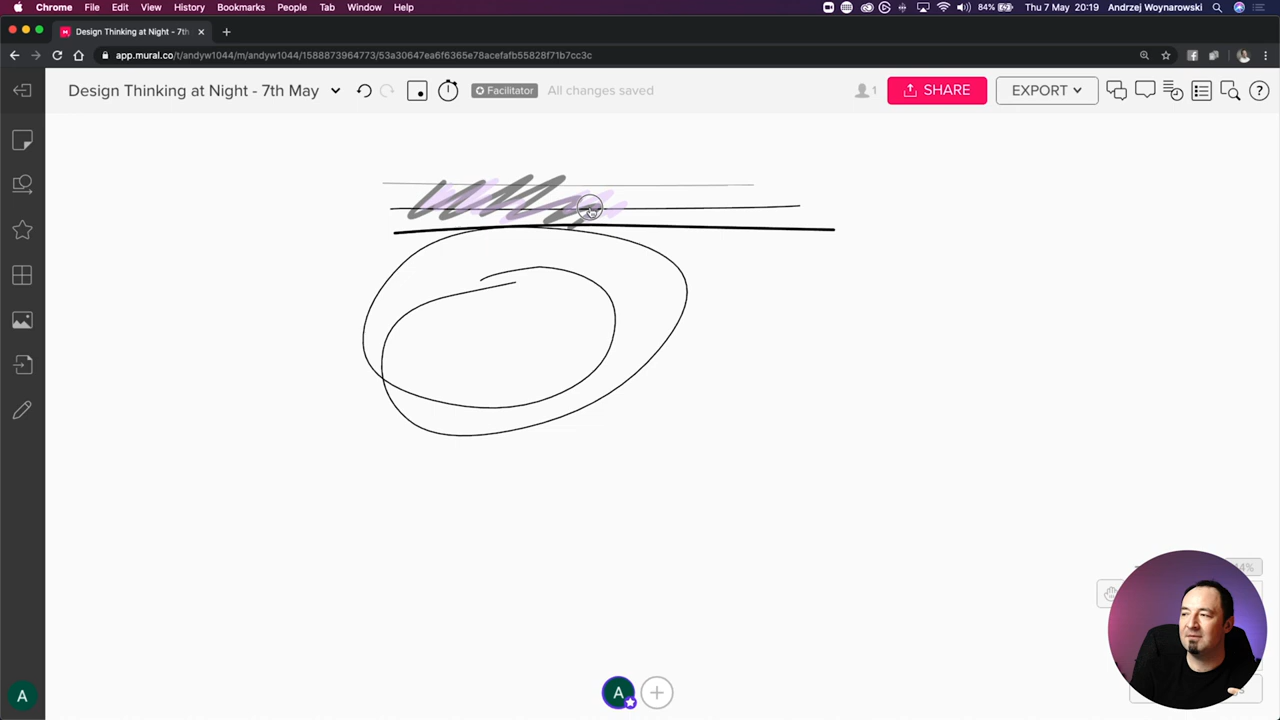 Chrome File Edit View History Bookmarks People Tab Window Help 84% Thu 7 May 20:19 Andrzej Woynarowski
Design Thinking at Night - 7th
app.mural.co/t/andyw1044/m/andyw1044/1588873964773/53a30647ea6f6365e78acefafb55828f71b7cc3c
Design Thinking at Night - 7th May Facilitator All changes saved 1 SHARE EXPORT ?
A
A